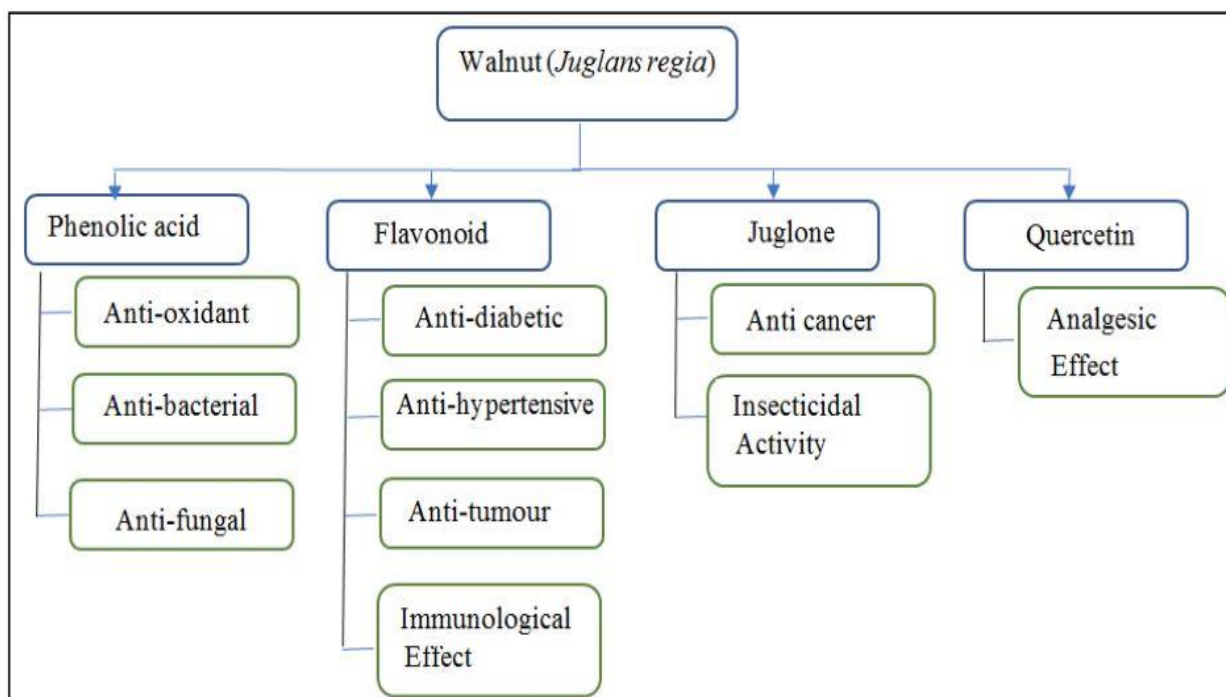 Walnut (Juglans regia)
Phenolic acid
Anti-oxidant
Anti-bacterial
Anti-fungal
Flavonoid
Anti-diabetic
Anti-hypertensive
Anti-tumour
Immunological
Effect
Juglone
Anti cancer
Insecticidal
Activity
Quercetin
Analgesic
Effect